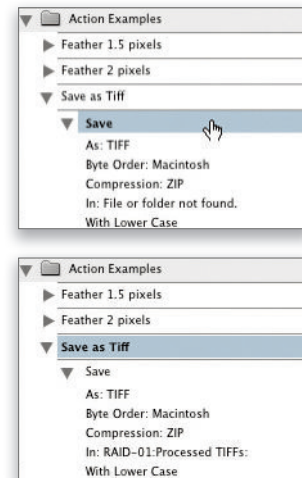 Action Examples
Feather 1.5 pixels
Feather 2 pixels
Save as Tiff
Save
As: TIFF
Byte Order: Macintosh
Compression: ZIP
In: File or folder not found.
With Lower Case
Action Examples
Feather 1.5 pixels
Feather 2 pixels
Save as Tiff
Save
As: TIFF
Byte Order: Macintosh
Compression: ZIP
In: RAID-01:Processed TIFFs:
With Lower Case